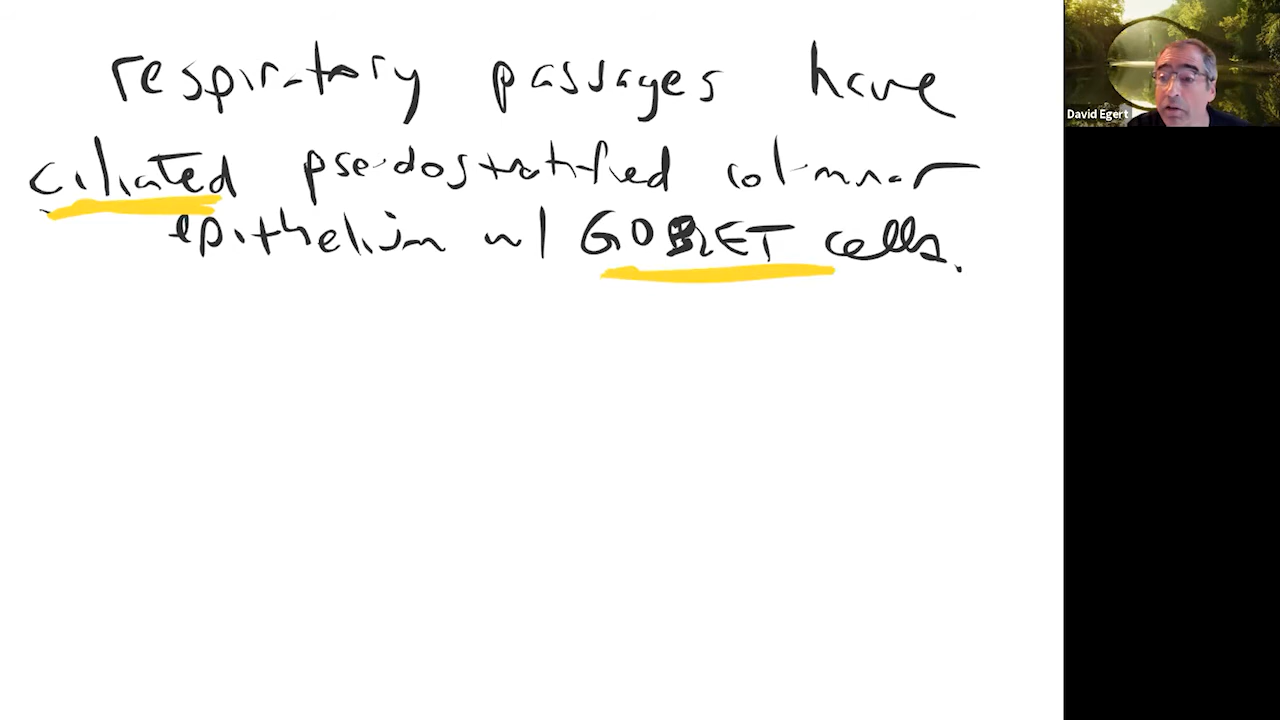 respiratory passages have
ciliated pseudostratified columnar
epithelium w/ GOBLET cells.
David Egert